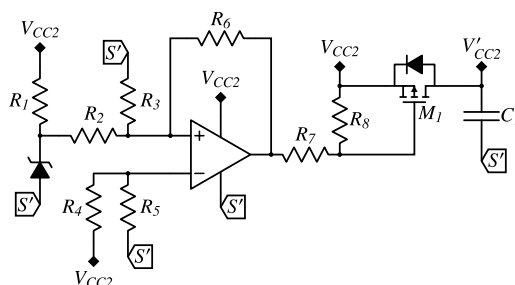 V_CC2
S'
R_6
V_CC2
V'_CC2
R_1
R_3
V_CC2
R_2
R_8
M_1
C
+
R_7
S'
−
S'
R_4
R_5
S'
S'
V_CC2